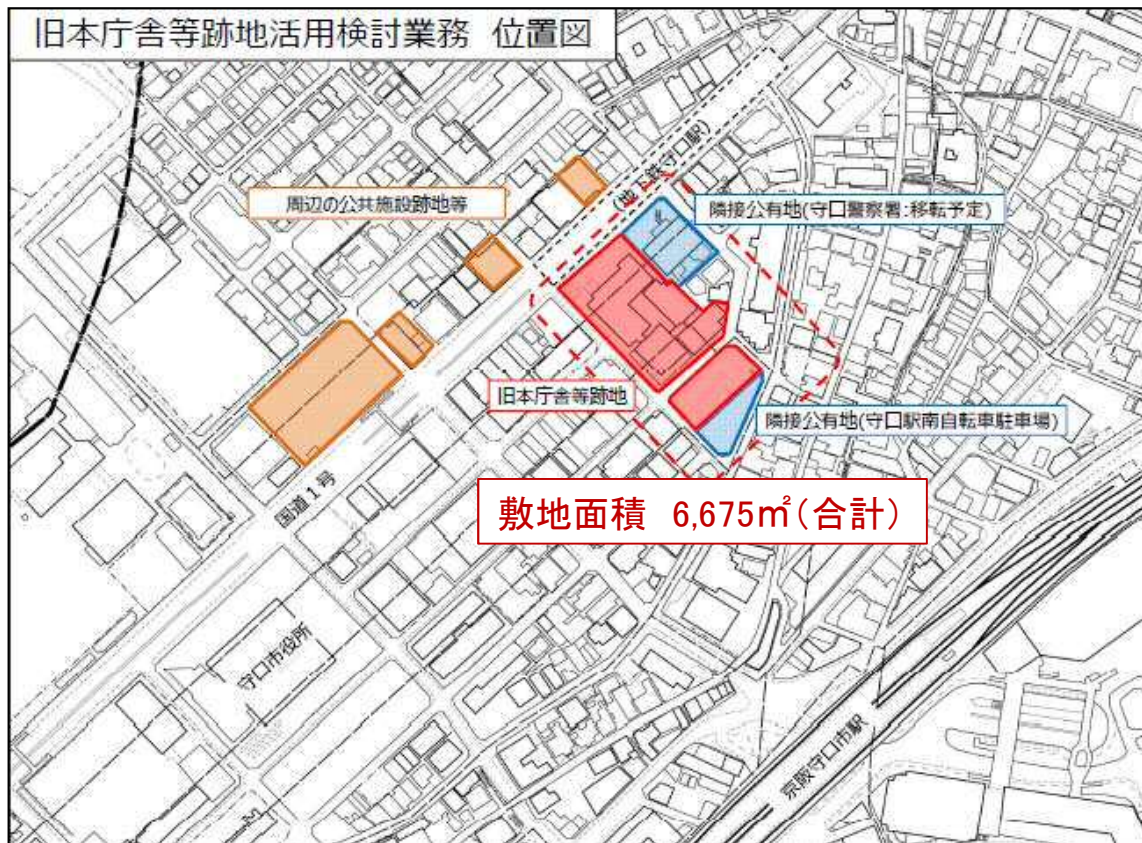 旧本庁舎等跡地活用検討業務 位置図
周辺の公共施設跡地等
(地下鉄守口駅)
隣接公有地(守口警察署:移転予定)
旧本庁舎等跡地
隣接公有地(守口駅南自転車駐車場)
敷地面積 6,675㎡(合計)
国道1号
守口市役所
京阪守口市駅